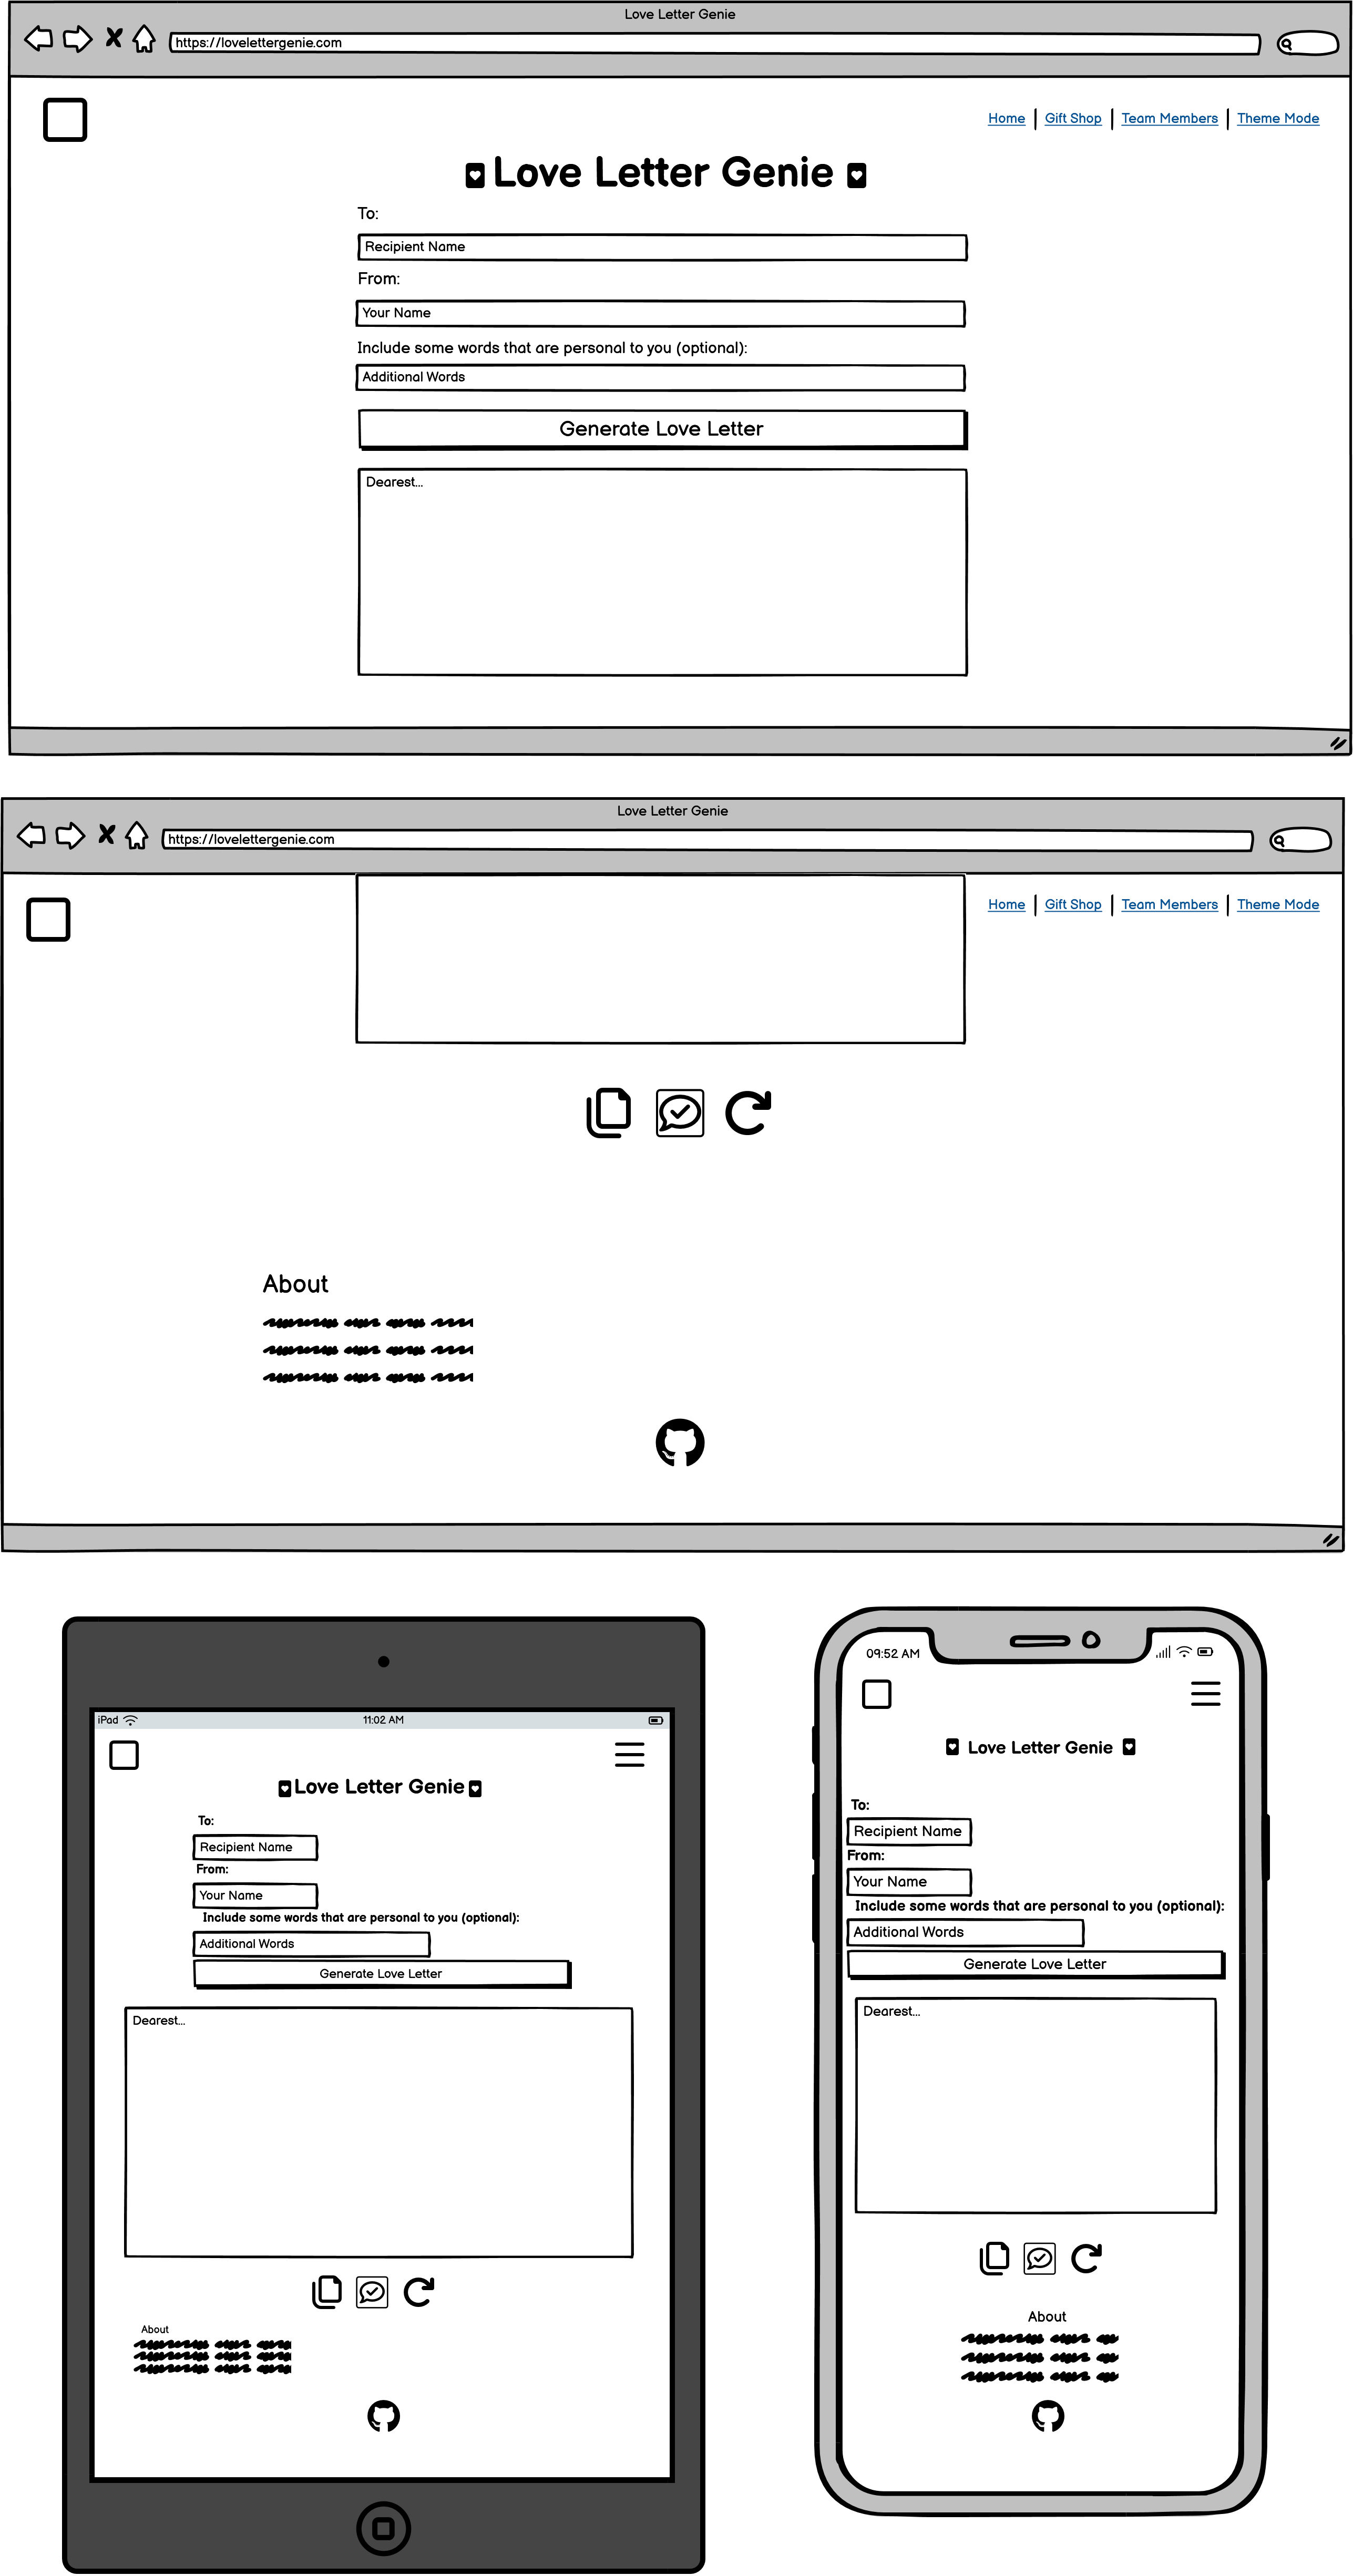 Love Letter Genie
https://lovelettergenie.com
Home Gift Shop Team Members Theme Mode
Love Letter Genie
To:
Recipient Name
From:
Your Name
Include some words that are personal to you (optional):
Additional Words
Generate Love Letter
Dearest...
Love Letter Genie
https://lovelettergenie.com
Home Gift Shop Team Members Theme Mode
About
iPad 11:02 AM
Love Letter Genie
To:
Recipient Name
From:
Your Name
Include some words that are personal to you (optional):
Additional Words
Generate Love Letter
Dearest...
About
09:52 AM
Love Letter Genie
To:
Recipient Name
From:
Your Name
Include some words that are personal to you (optional):
Additional Words
Generate Love Letter
Dearest...
About